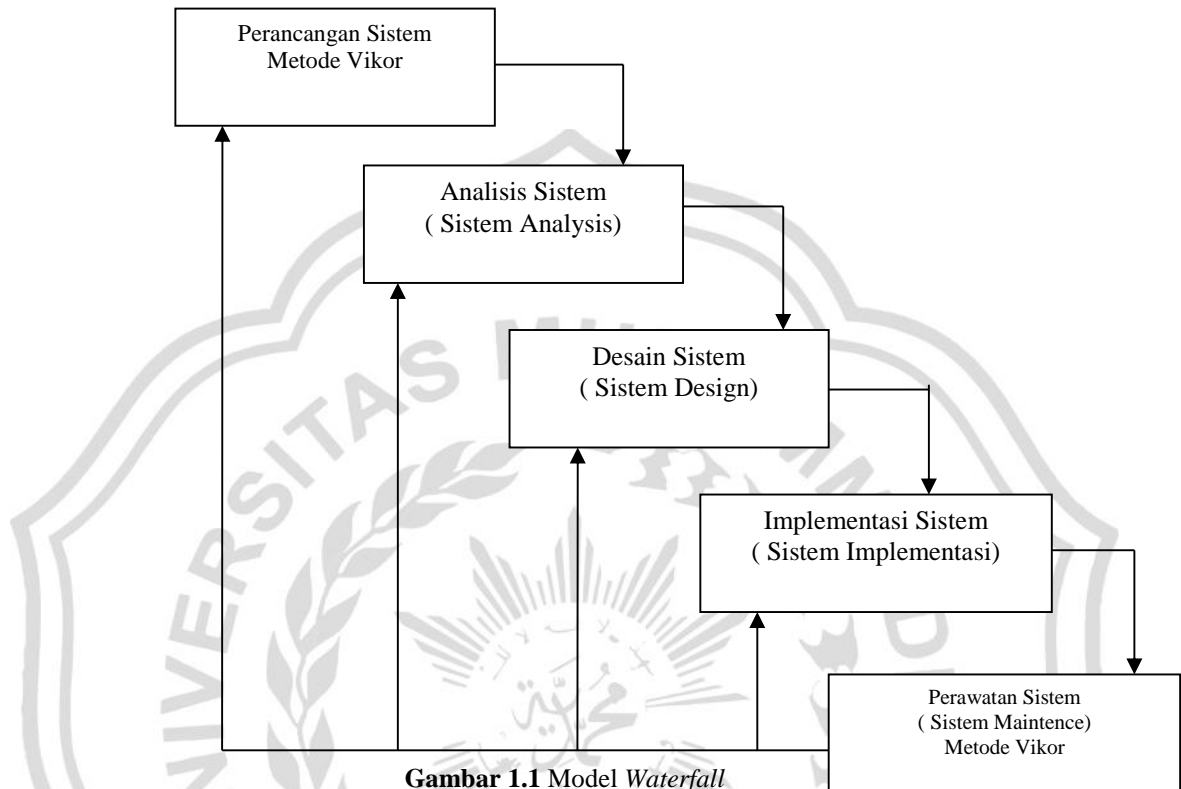 Perancangan Sistem
Metode Vikor
Analisis Sistem
( Sistem Analysis)
Desain Sistem
( Sistem Design)
Implementasi Sistem
( Sistem Implementasi)
Perawatan Sistem
( Sistem Maintence)
Metode Vikor
Gambar 1.1 Model Waterfall